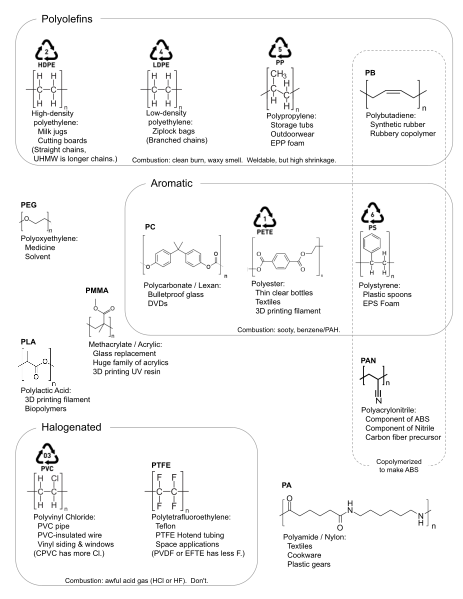 Polyolefins
2
HDPE
High-density
polyethylene:
Milk jugs
Cutting boards
(Straight chains,
UHMW is longer chains.)
4
LDPE
Low-density
polyethylene:
Ziplock bags
(Branched chains)
5
PP
CH3
Polypropylene:
Storage tubs
Outdoorwear
EPP foam
PB
Polybutadiene:
Synthetic rubber
Rubbery copolymer
Combustion: clean burn, waxy smell. Weldable, but high shrinkage.
Aromatic
PEG
Polyoxyethylene:
Medicine
Solvent
PC
Polycarbonate / Lexan:
Bulletproof glass
DVDs
1
PETE
Polyester:
Thin clear bottles
Textiles
3D printing filament
6
PS
Polystyrene:
Plastic spoons
EPS Foam
Combustion: sooty, benzene/PAH.
PMMA
Methacrylate / Acrylic:
Glass replacement
Huge family of acrylics
3D printing UV resin
PLA
Polylactic Acid:
3D printing filament
Biopolymers
PAN
Polyacrylonitrile:
Component of ABS
Component of Nitrile
Carbon fiber precursor
Copolymerized
to make ABS
Halogenated
03
PVC
Polyvinyl Chloride:
PVC pipe
PVC-insulated wire
Vinyl siding & windows
(CPVC has more Cl.)
PTFE
Polytetrafluoroethylene:
Teflon
PTFE Hotend tubing
Space applications
(PVDF or EFTE has less F.)
Combustion: awful acid gas (HCl or HF). Don't.
PA
Polyamide / Nylon:
Textiles
Cookware
Plastic gears